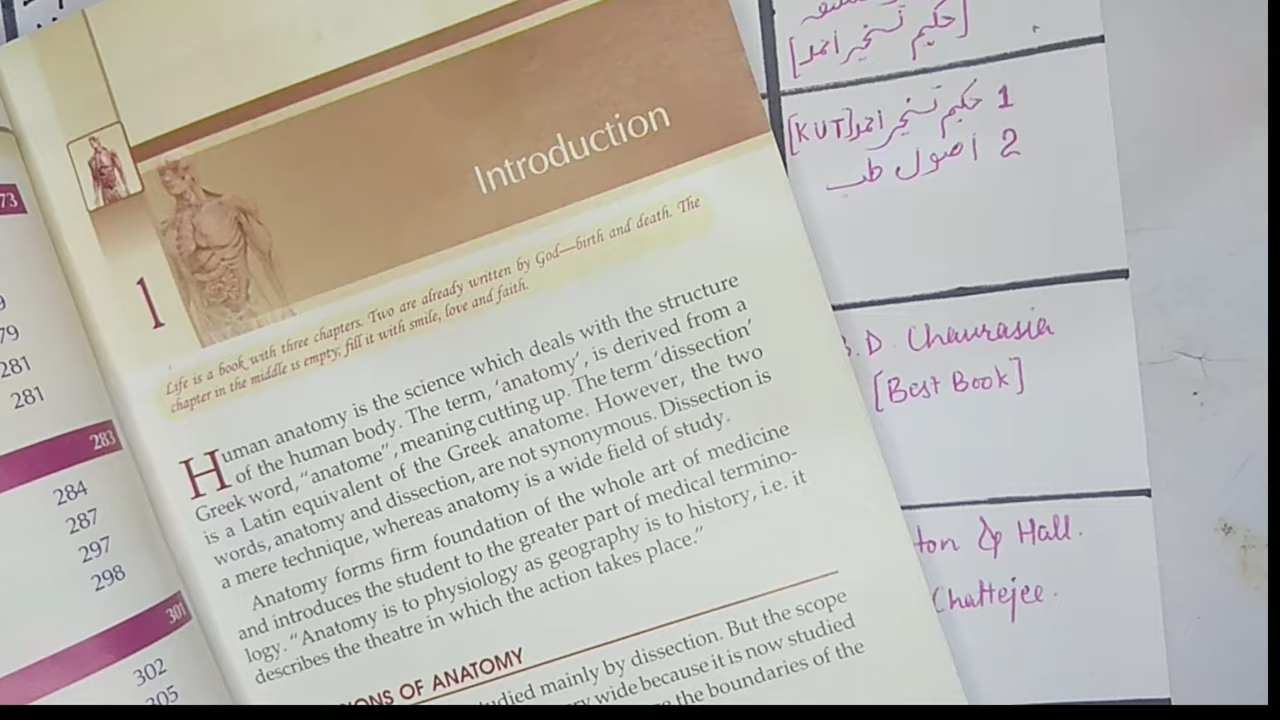 73
79
281
281
283
284
287
297
298
301
302
305
Introduction
1
Life is a book with three chapters. Two are already written by God—birth and death. The
chapter in the middle is empty; fill it with smile, love and faith.
Human anatomy is the science which deals with the structure
of the human body. The term, 'anatomy', is derived from a
Greek word, "anatome", meaning cutting up. The term 'dissection'
is a Latin equivalent of the Greek anatome. However, the two
words, anatomy and dissection, are not synonymous. Dissection is
a mere technique, whereas anatomy is a wide field of study.
Anatomy forms firm foundation of the whole art of medicine
and introduces the student to the greater part of medical termino-
logy. "Anatomy is to physiology as geography is to history, i.e. it
describes the theatre in which the action takes place."
IONS OF ANATOMY
udied mainly by dissection. But the scope
ry wide because it is now studied
the boundaries of the
[حکیم تسخیر احمد]
1 حکیم تسخیر احمد [KUT]
2 اصول طب
B. D. Chaurasia
[Best Book]
ton & Hall.
Chattejee.